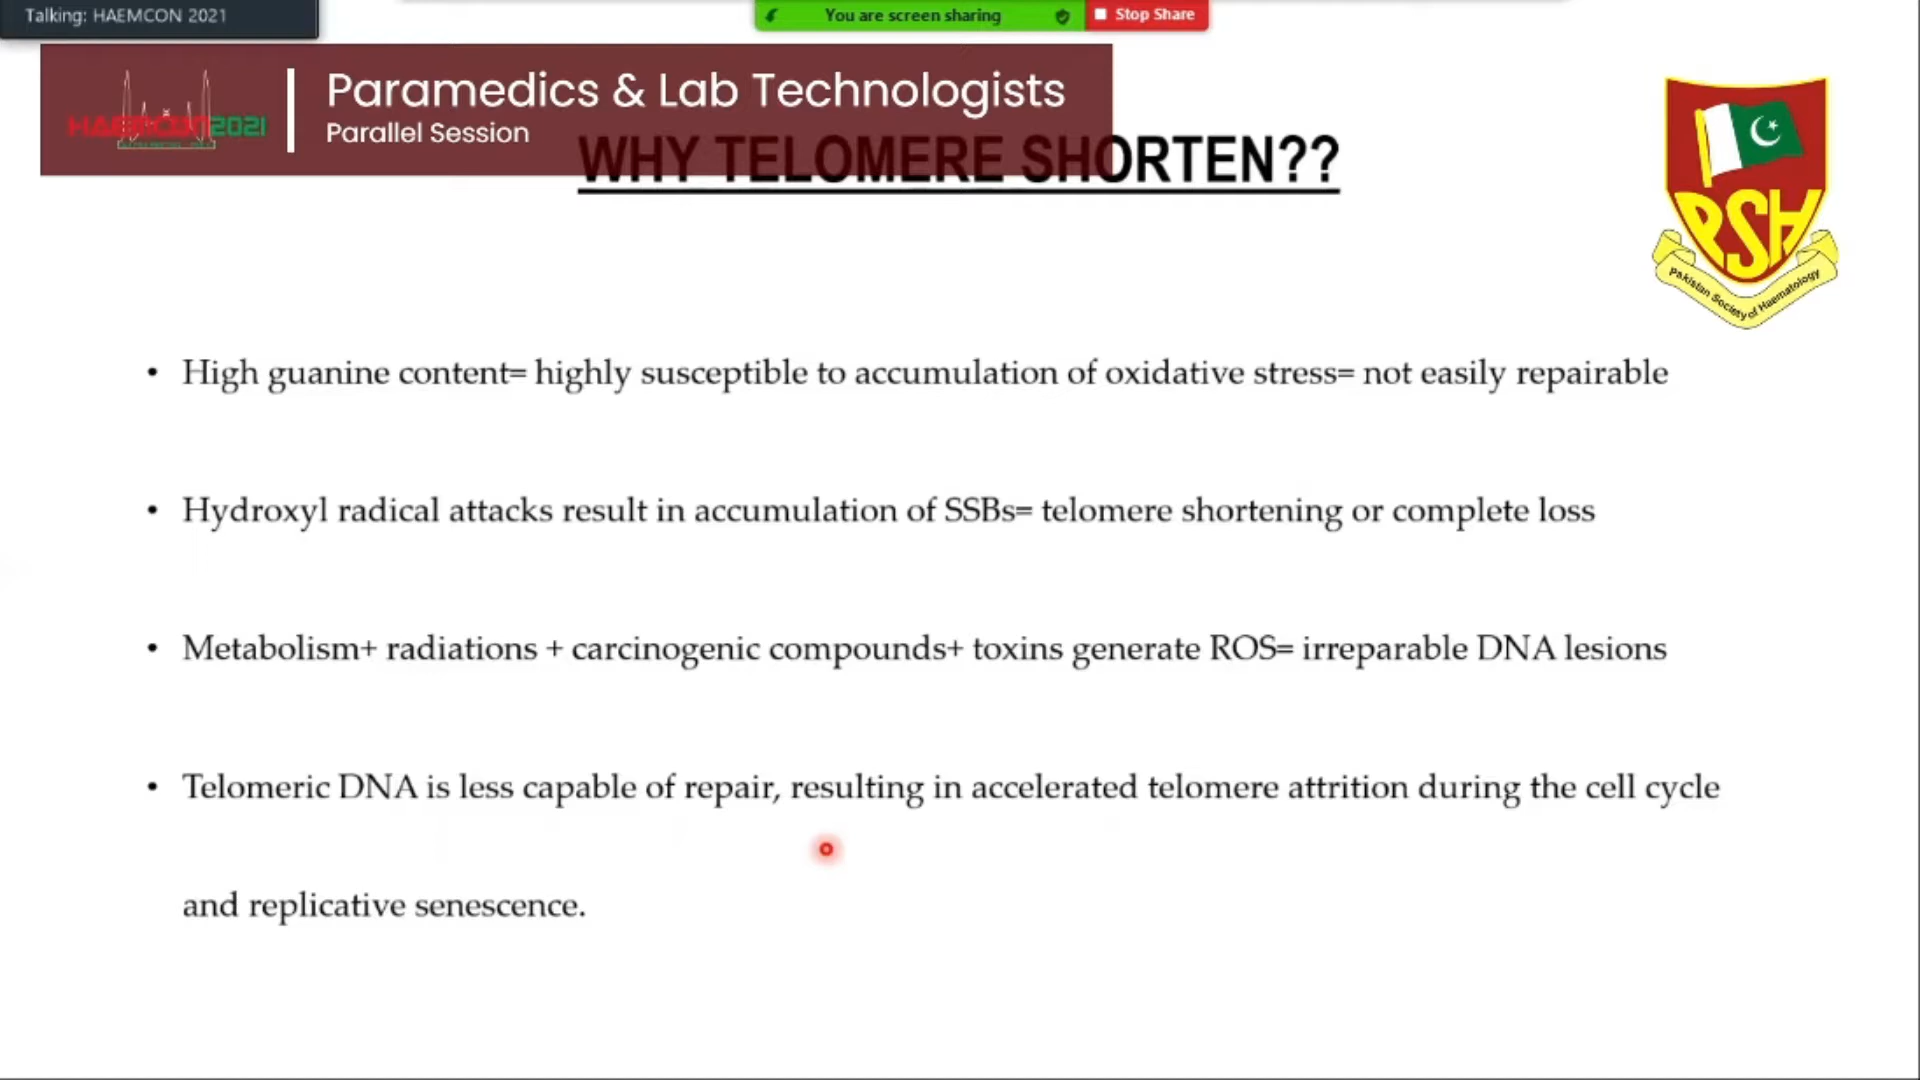 Talking: HAEMCON 2021
You are screen sharing
Stop Share
HAEMCON2021
Paramedics & Lab Technologists
Parallel Session
WHY TELOMERE SHORTEN??
PSH
Pakistan Society of Haematology
• High guanine content= highly susceptible to accumulation of oxidative stress= not easily repairable
• Hydroxyl radical attacks result in accumulation of SSBs= telomere shortening or complete loss
• Metabolism+ radiations + carcinogenic compounds+ toxins generate ROS= irreparable DNA lesions
• Telomeric DNA is less capable of repair, resulting in accelerated telomere attrition during the cell cycle
and replicative senescence.